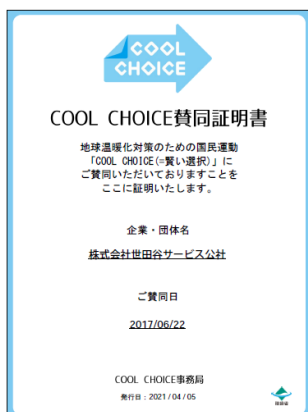 COOL
CHOICE
COOL CHOICE賛同証明書
地球温暖化対策のための国民運動
「COOL CHOICE(=賢い選択)」に
ご賛同いただいておりますことを
ここに証明いたします。
企業・団体名
株式会社世田谷サービス公社
ご賛同日
2017/06/22
COOL CHOICE事務局
発行日：2021/04/05
環境省